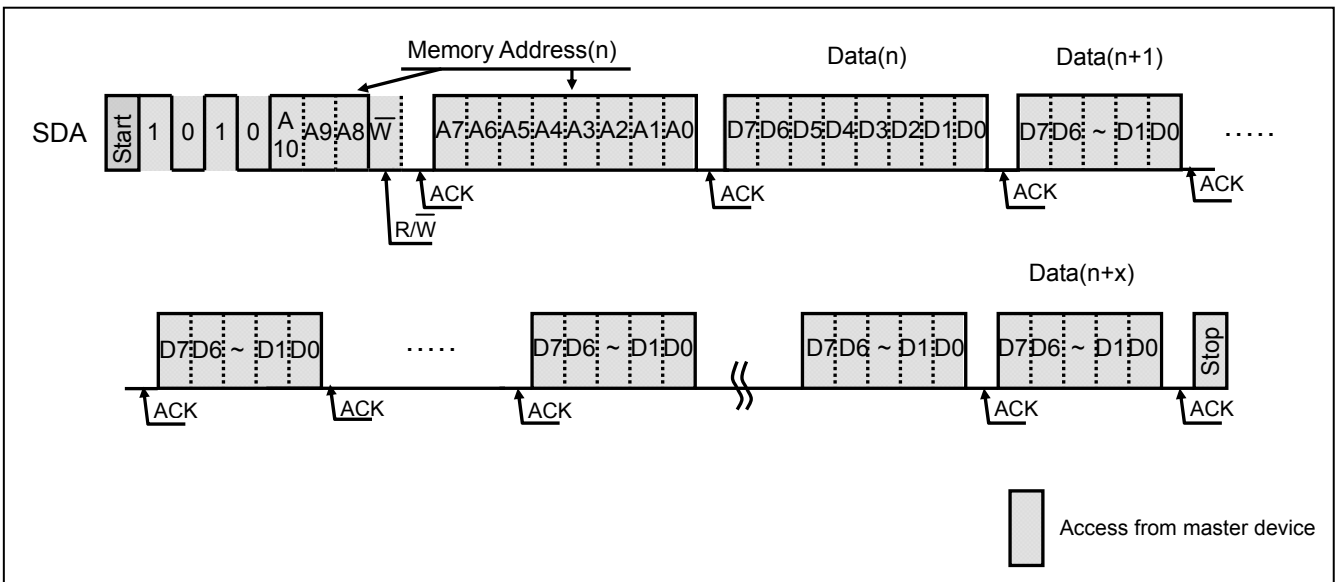 Memory Address(n) Data(n) Data(n+1)
SDA Start 1 0 1 0 A10 A9 A8 W̅ A7 A6 A5 A4 A3 A2 A1 A0 D7 D6 D5 D4 D3 D2 D1 D0 D7 D6 ~ D1 D0 .....
ACK ACK ACK ACK
R/W̅
Data(n+x)
D7 D6 ~ D1 D0 ..... D7 D6 ~ D1 D0 D7 D6 ~ D1 D0 D7 D6 ~ D1 D0 Stop
ACK ACK ACK ACK ACK
Access from master device